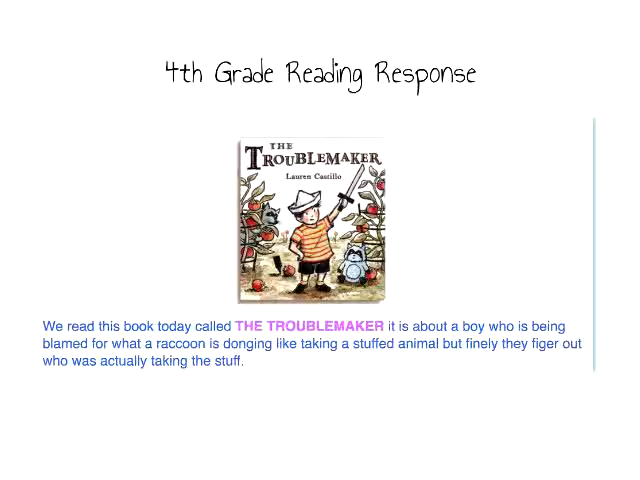 4th Grade Reading Response
THE
TROUBLEMAKER
Lauren Castillo
We read this book today called THE TROUBLEMAKER it is about a boy who is being
blamed for what a raccoon is donging like taking a stuffed animal but finely they figer out
who was actually taking the stuff.